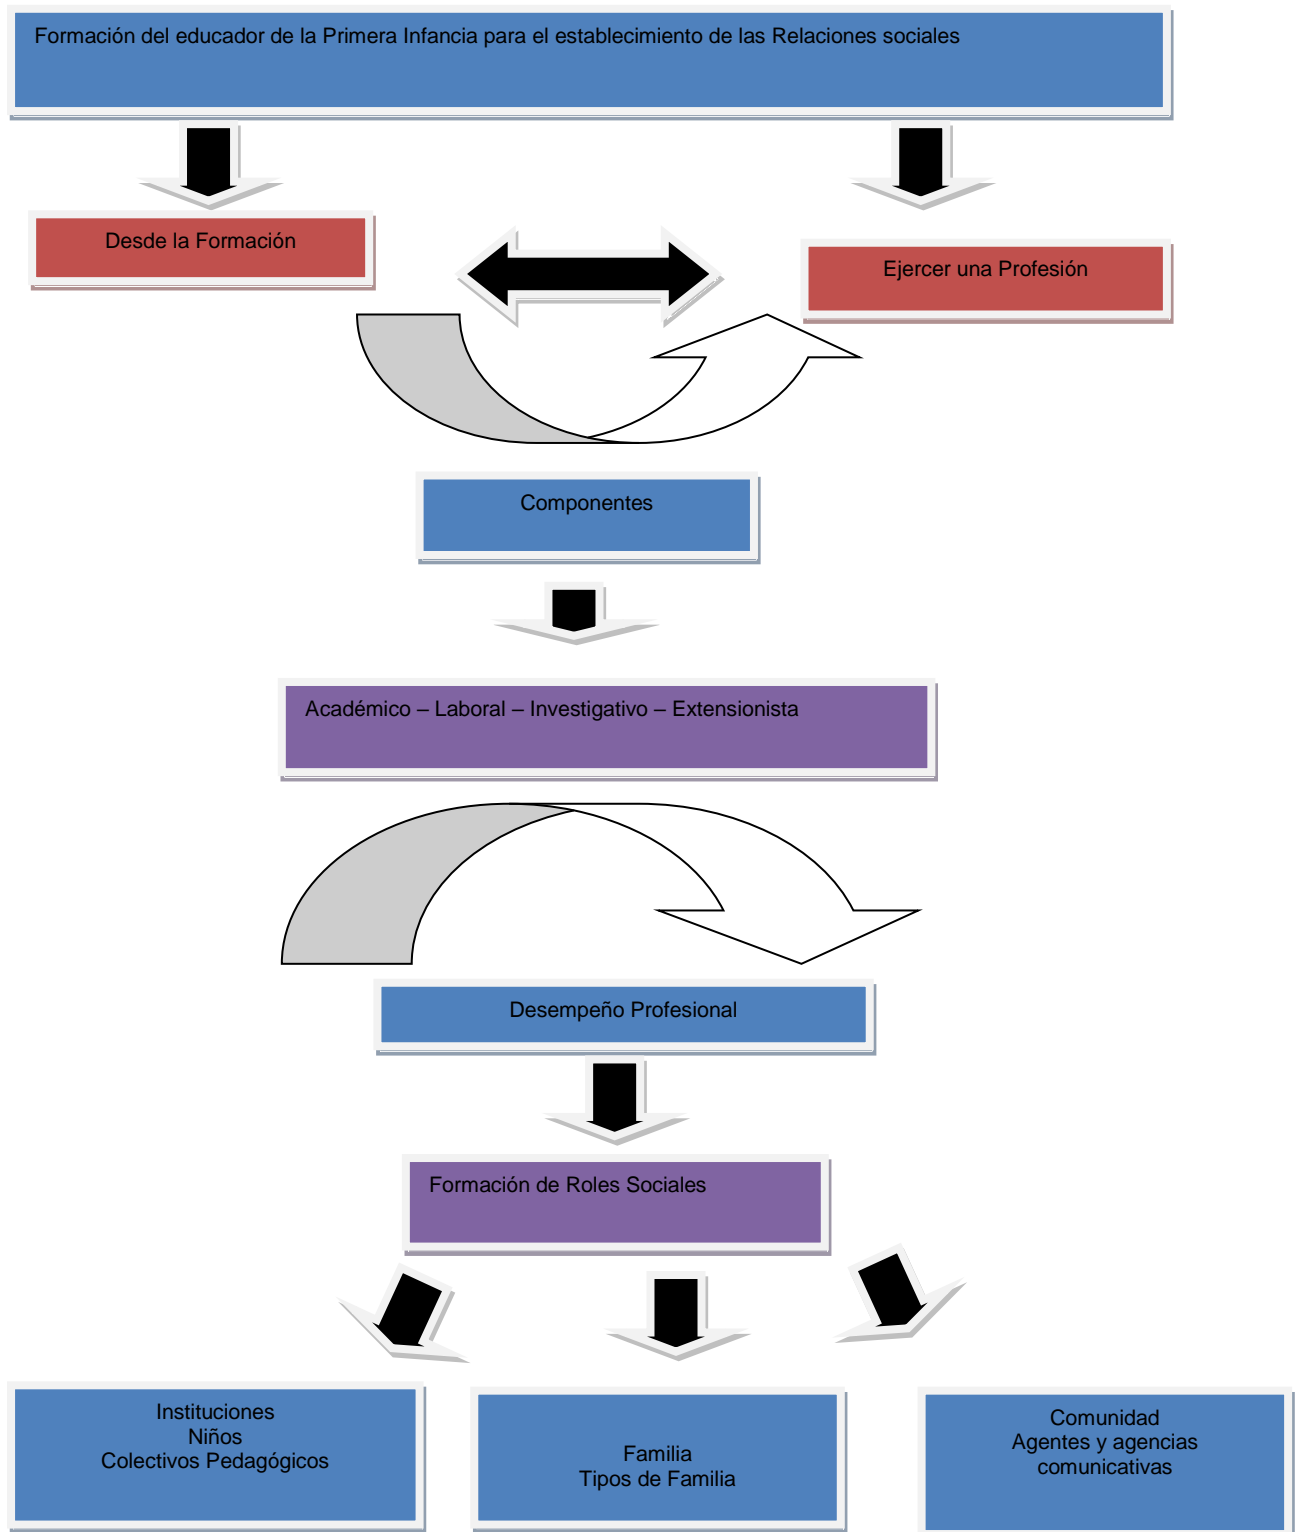 Formación del educador de la Primera Infancia para el establecimiento de las Relaciones sociales
Desde la Formación
Ejercer una Profesión
Componentes
Académico – Laboral – Investigativo – Extensionista
Desempeño Profesional
Formación de Roles Sociales
Instituciones
Niños
Colectivos Pedagógicos
Familia
Tipos de Familia
Comunidad
Agentes y agencias
comunicativas